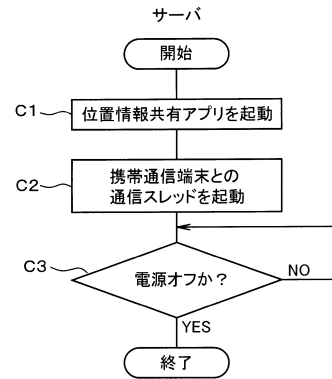 サーバ
開始
C1
位置情報共有アプリを起動
C2
携帯通信端末との
通信スレッドを起動
C3
電源オフか?
NO
YES
終了